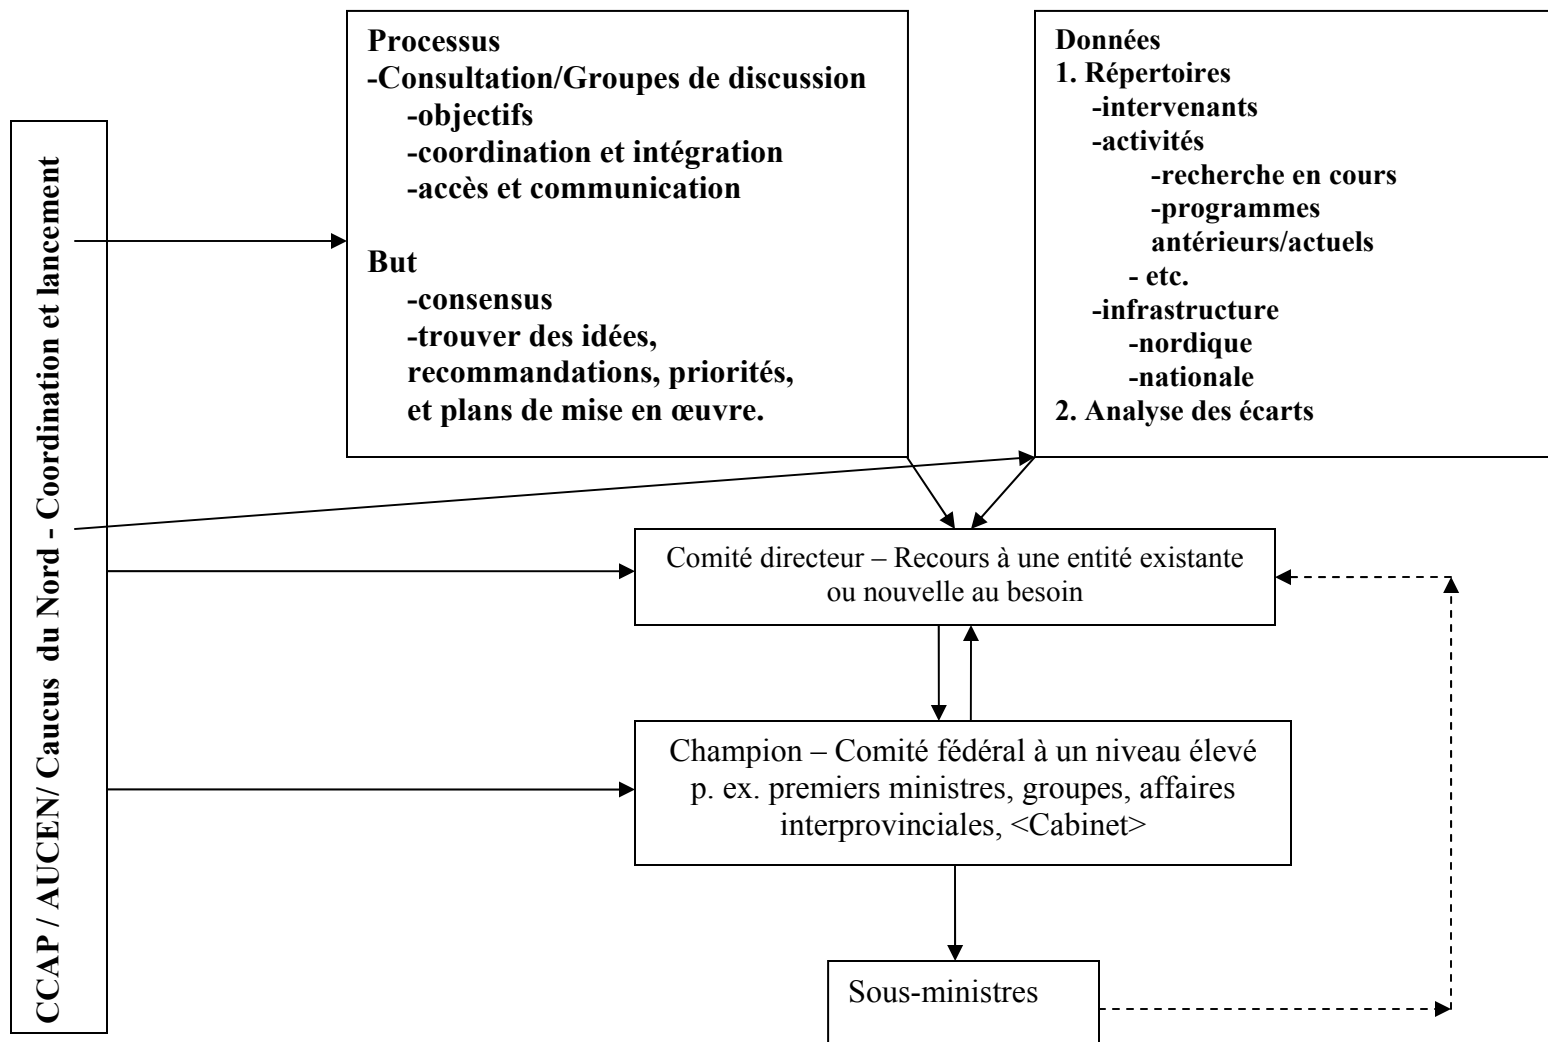 CCAP / AUCEN/ Caucus du Nord - Coordination et lancement
Processus
-Consultation/Groupes de discussion
-objectifs
-coordination et intégration
-accès et communication
But
-consensus
-trouver des idées,
recommandations, priorités,
et plans de mise en œuvre.
Données
1. Répertoires
-intervenants
-activités
-recherche en cours
-programmes
antérieurs/actuels
- etc.
-infrastructure
-nordique
-nationale
2. Analyse des écarts
Comité directeur – Recours à une entité existante
ou nouvelle au besoin
Champion – Comité fédéral à un niveau élevé
p. ex. premiers ministres, groupes, affaires
interprovinciales, <Cabinet>
Sous-ministres